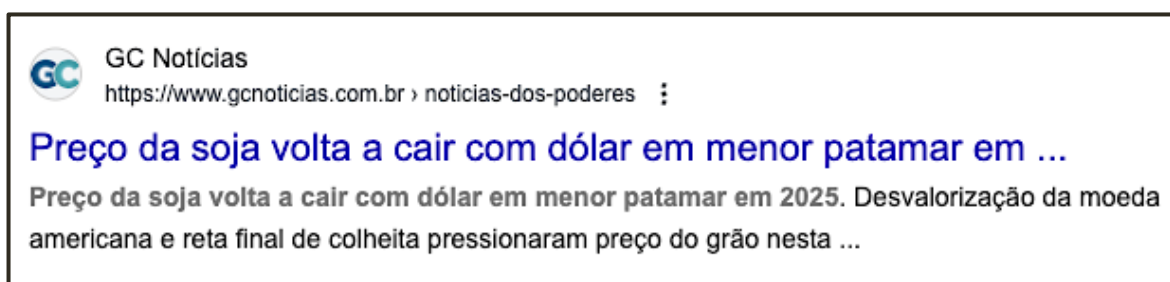 GC
GC Notícias
https://www.gcnoticias.com.br › noticias-dos-poderes
Preço da soja volta a cair com dólar em menor patamar em ...
Preço da soja volta a cair com dólar em menor patamar em 2025. Desvalorização da moeda
americana e reta final de colheita pressionaram preço do grão nesta ...